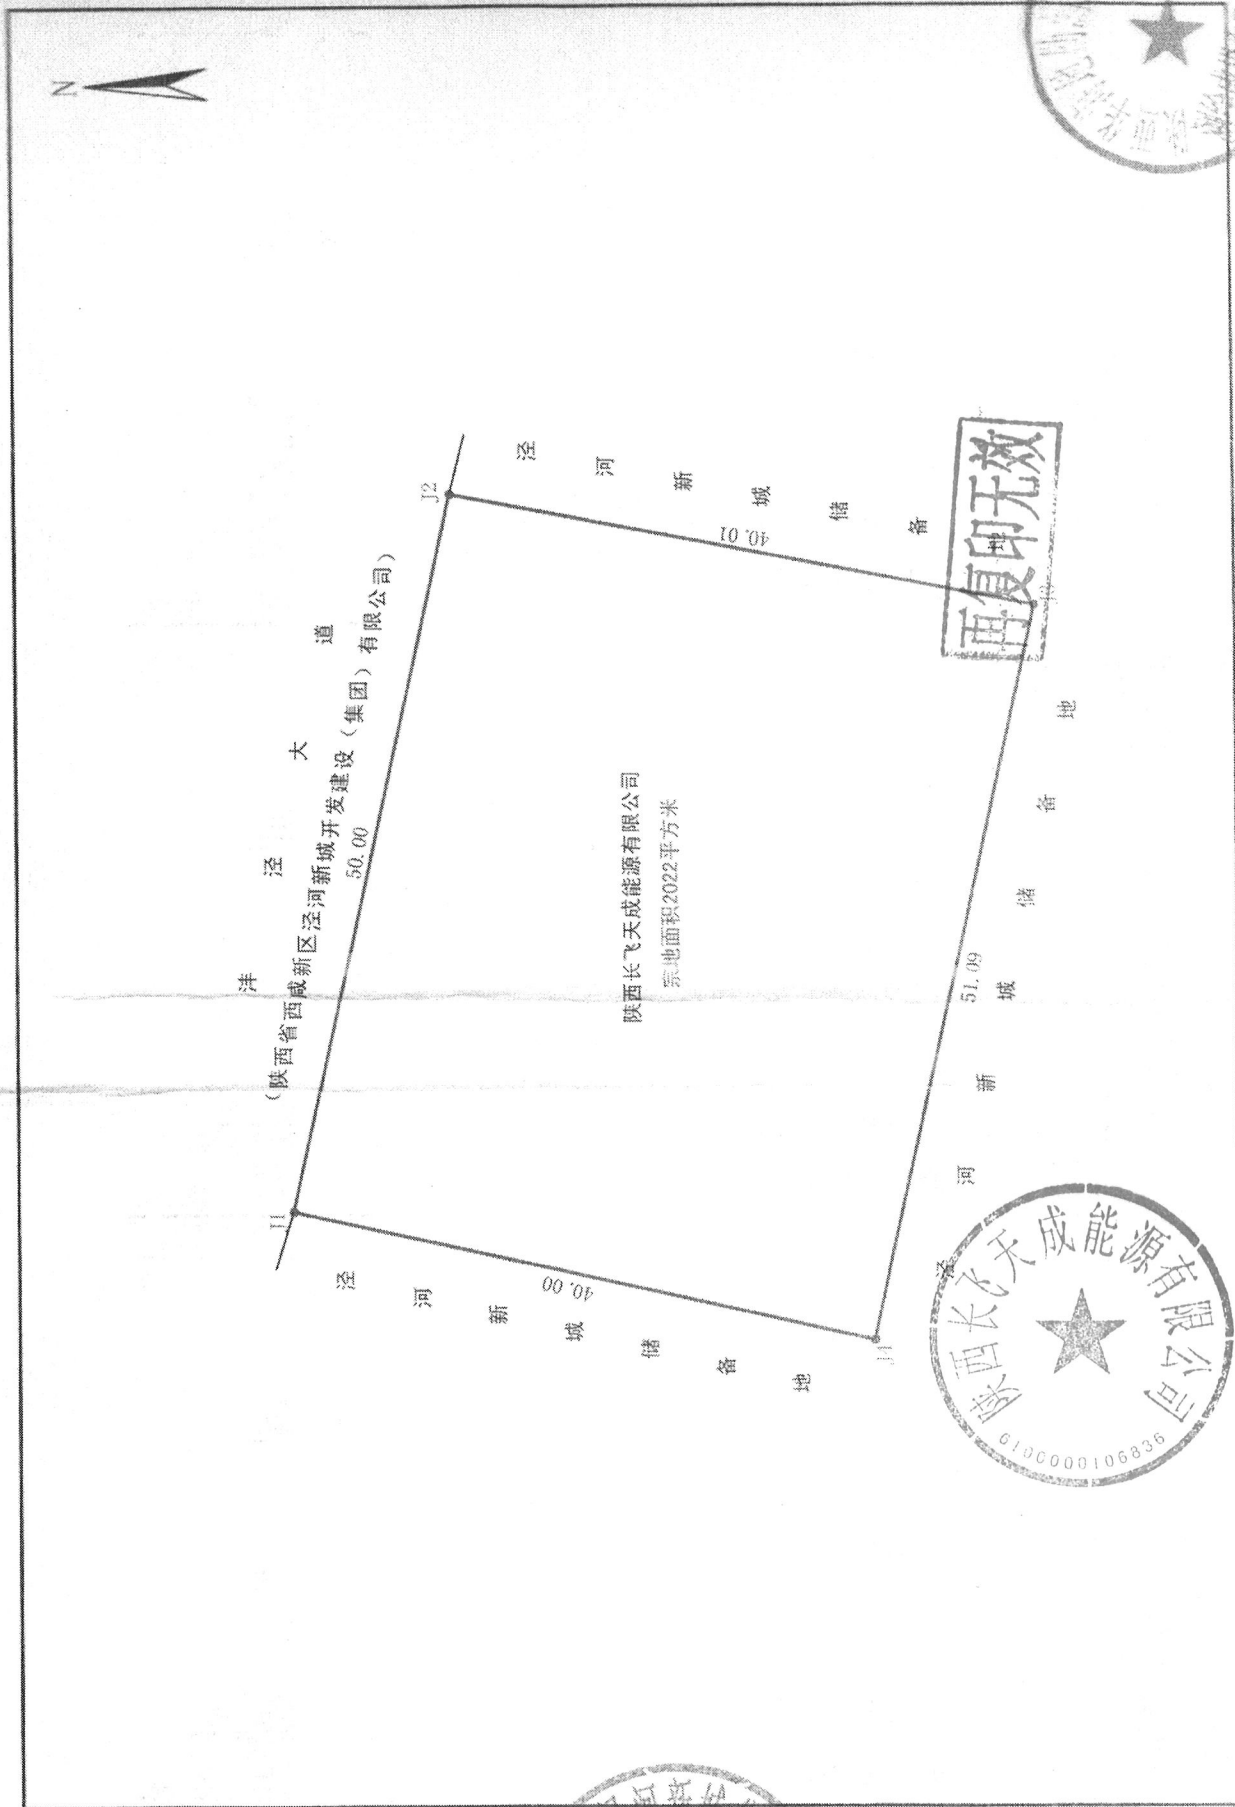 N
沣泾大道
（陕西省西咸新区泾河新城开发建设（集团）有限公司）
50.00
J1
J2
泾河新城储备地
40.00
陕西长飞天成能源有限公司
宗地面积2022平方米
40.01
泾河新城储备地
51.09
泾河新城储备地
J4
再复印无效
陕西长飞天成能源有限公司
6100000106836